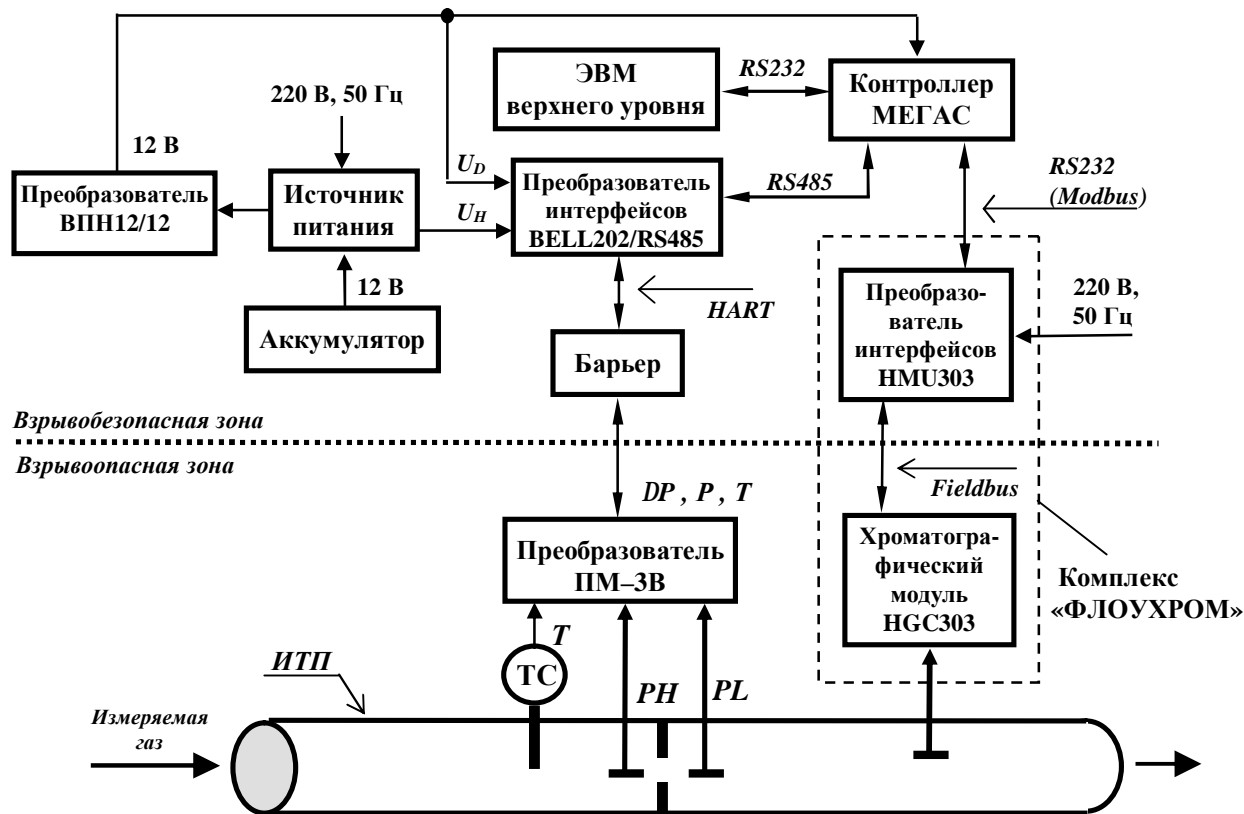 ЭВМ
верхнего уровня
RS232
Контроллер
МЕГАС
220 В, 50 Гц
12 В
Преобразователь
ВПН12/12
Источник
питания
U_D
U_H
Преобразователь
интерфейсов
BELL202/RS485
RS485
RS232
(Modbus)
12 В
Аккумулятор
HART
Барьер
Преобразо-
ватель
интерфейсов
HMU303
220 В,
50 Гц
Взрывобезопасная зона
Взрывоопасная зона
DP , P , T
Fieldbus
Преобразователь
ПМ–3В
Хроматогра-
фический
модуль
HGC303
Комплекс
«ФЛОУХРОМ»
T
ТС
ИТП
PH
PL
Измеряемая
газ